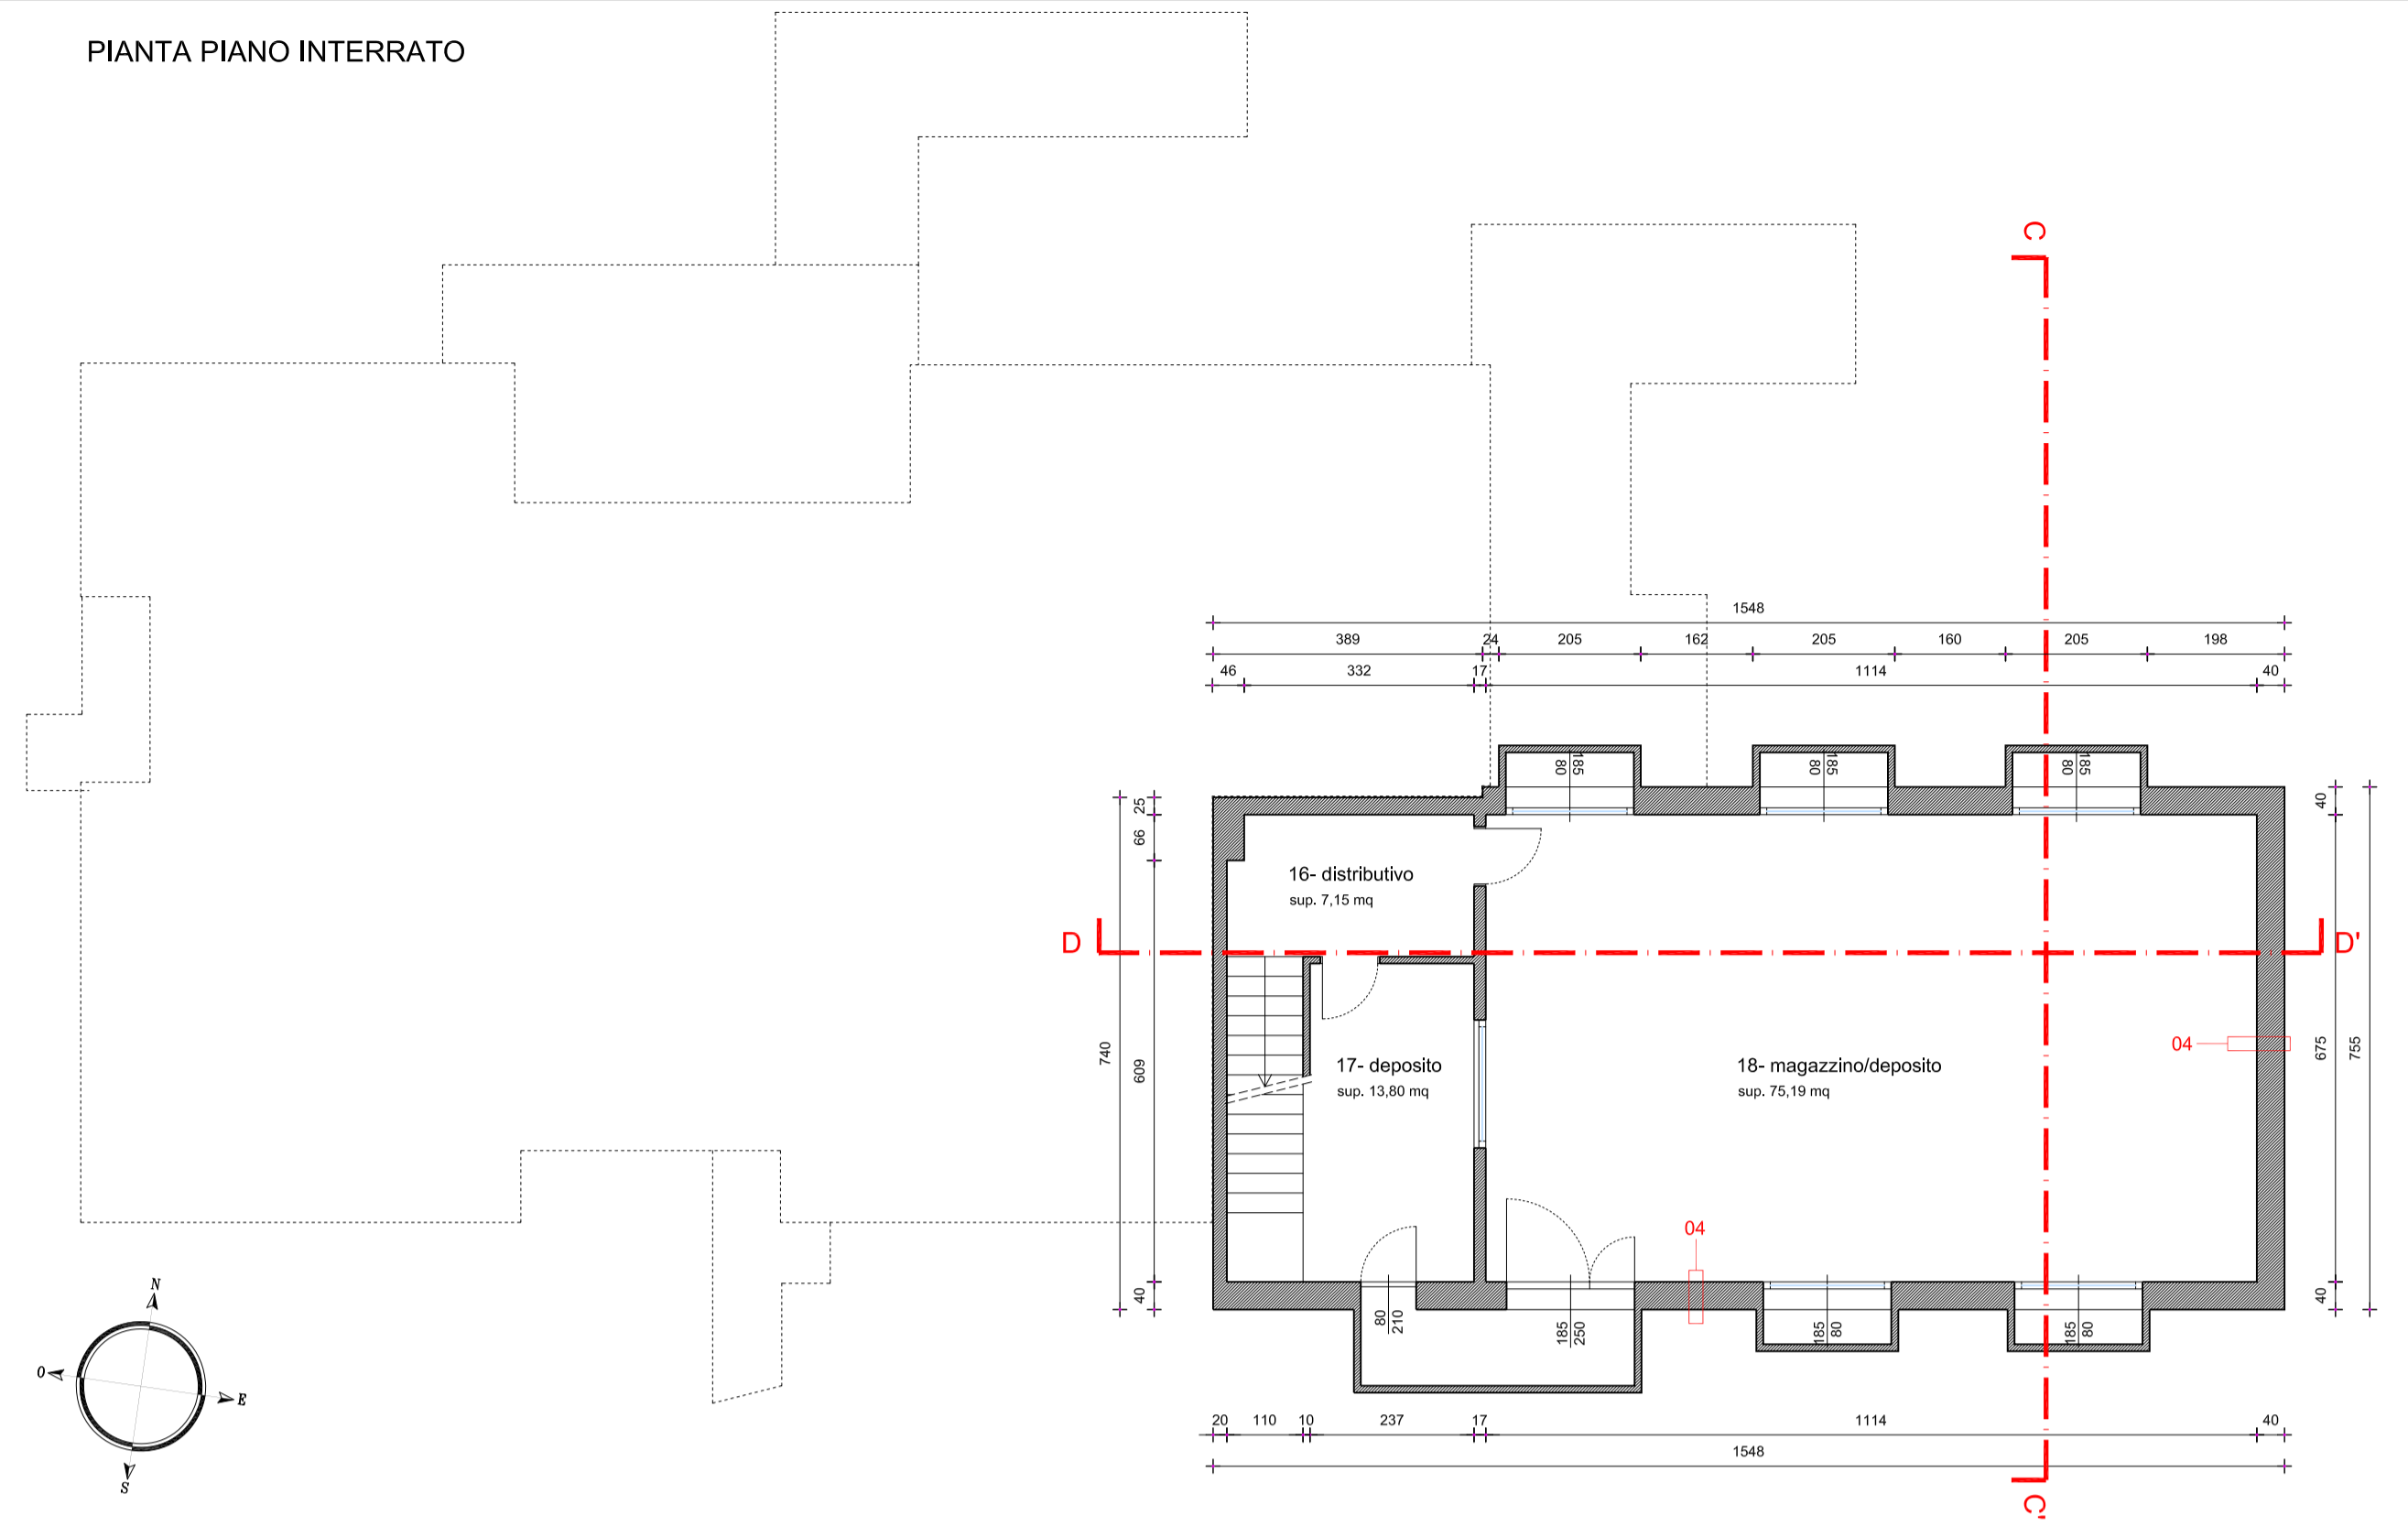 PIANTA PIANO INTERRATO
C
1548
389 24 205 162 205 160 205 198
46 332 17 1114 40
185
80
185
80
185
80
25
66
609
40
740
40
675
40
755
16- distributivo
sup. 7,15 mq
D
D'
04
17- deposito
sup. 13,80 mq
18- magazzino/deposito
sup. 75,19 mq
04
80
210
185
250
185
80
185
80
N
O
E
S
20 110 10 237 17 1114 40
1548
C'